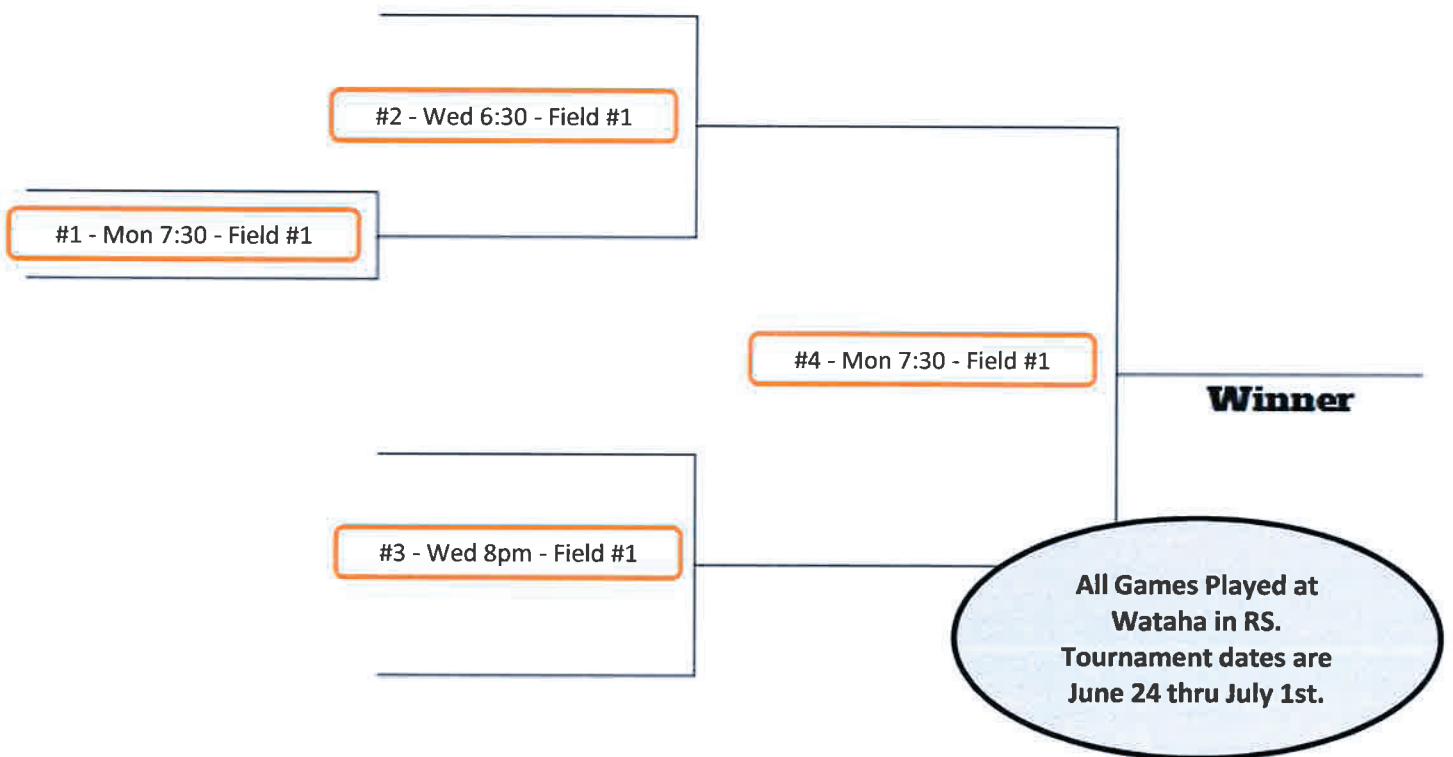 #2 - Wed 6:30 - Field #1
#1 - Mon 7:30 - Field #1
#4 - Mon 7:30 - Field #1
Winner
#3 - Wed 8pm - Field #1
All Games Played at
Wataha in RS.
Tournament dates are
June 24 thru July 1st.